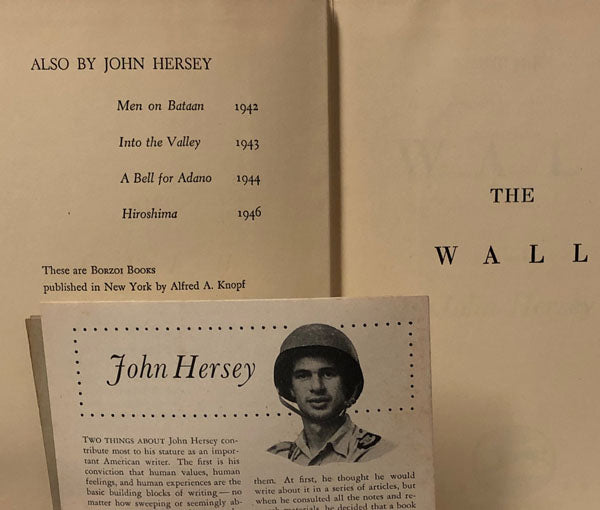 ALSO BY JOHN HERSEY
Men on Bataan 1942
Into the Valley 1943
A Bell for Adano 1944
Hiroshima 1946
These are BORZOI BOOKS
published in New York by Alfred A. Knopf
THE
WALL
John Hersey
TWO THINGS ABOUT John Hersey con-
tribute most to his stature as an impor-
tant American writer. The first is his
conviction that human values, human
feelings, and human experiences are the
basic building blocks of writing—no
matter how sweeping or seemingly ab-
them. At first, he thought he would
write about it in a series of articles, but
when he consulted all the notes and re-
materials, he decided that a book